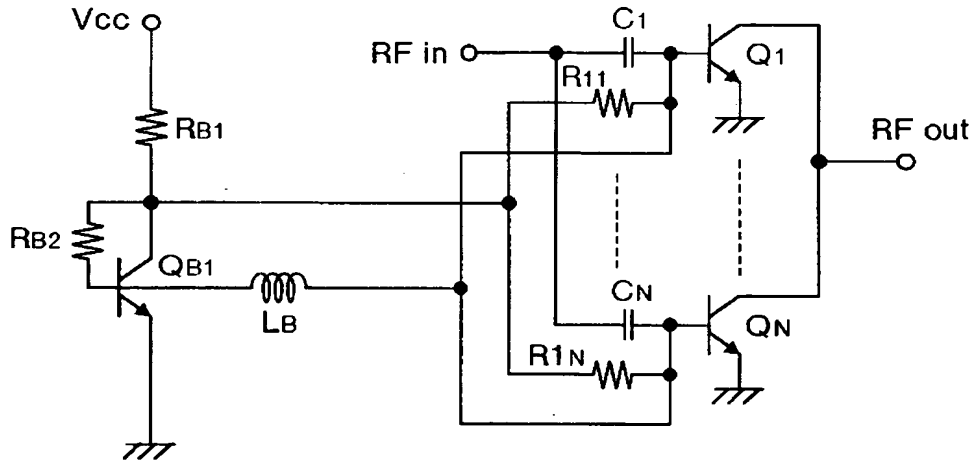 Vcc
RB1
RB2
QB1
LB
RF in
C1
R11
Q1
RF out
CN
R1N
QN